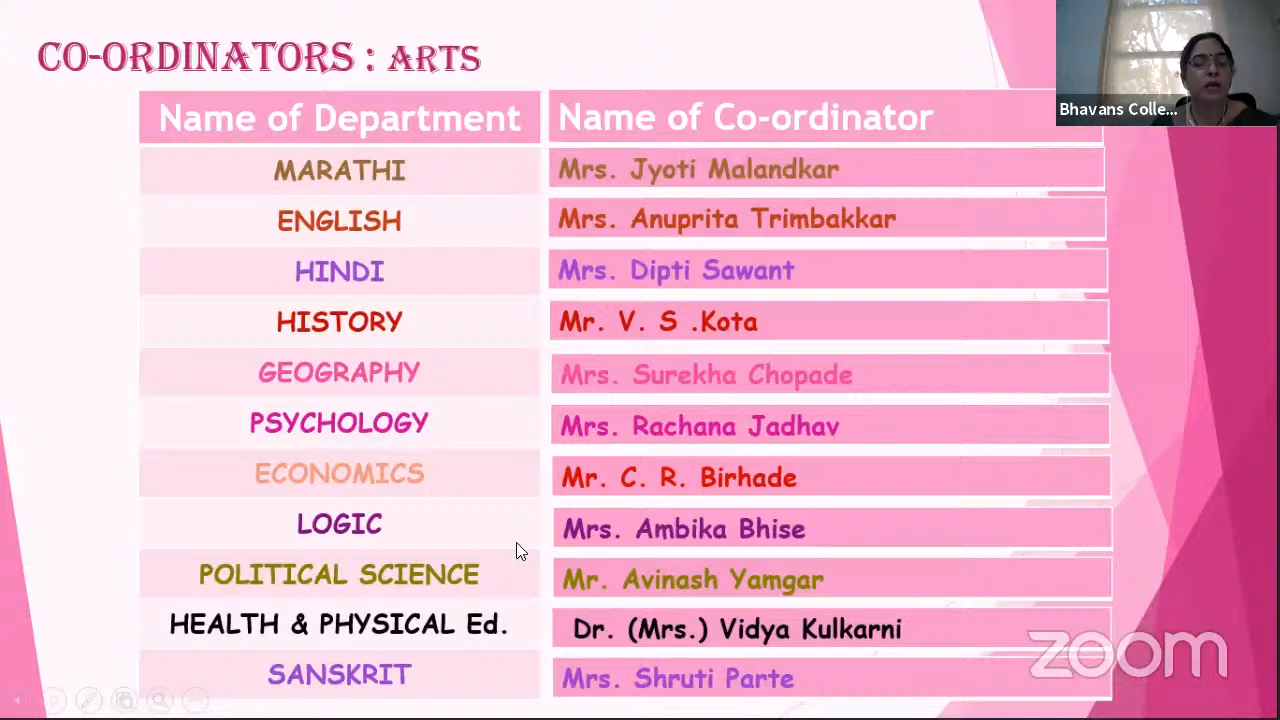 CO-ORDINATORS : ARTS
Bhavans Colle...
Name of Department Name of Co-ordinator
MARATHI Mrs. Jyoti Malandkar
ENGLISH Mrs. Anuprita Trimbakkar
HINDI Mrs. Dipti Sawant
HISTORY Mr. V. S .Kota
GEOGRAPHY Mrs. Surekha Chopade
PSYCHOLOGY Mrs. Rachana Jadhav
ECONOMICS Mr. C. R. Birhade
LOGIC Mrs. Ambika Bhise
POLITICAL SCIENCE Mr. Avinash Yamgar
HEALTH & PHYSICAL Ed. Dr. (Mrs.) Vidya Kulkarni
SANSKRIT Mrs. Shruti Parte
zoom